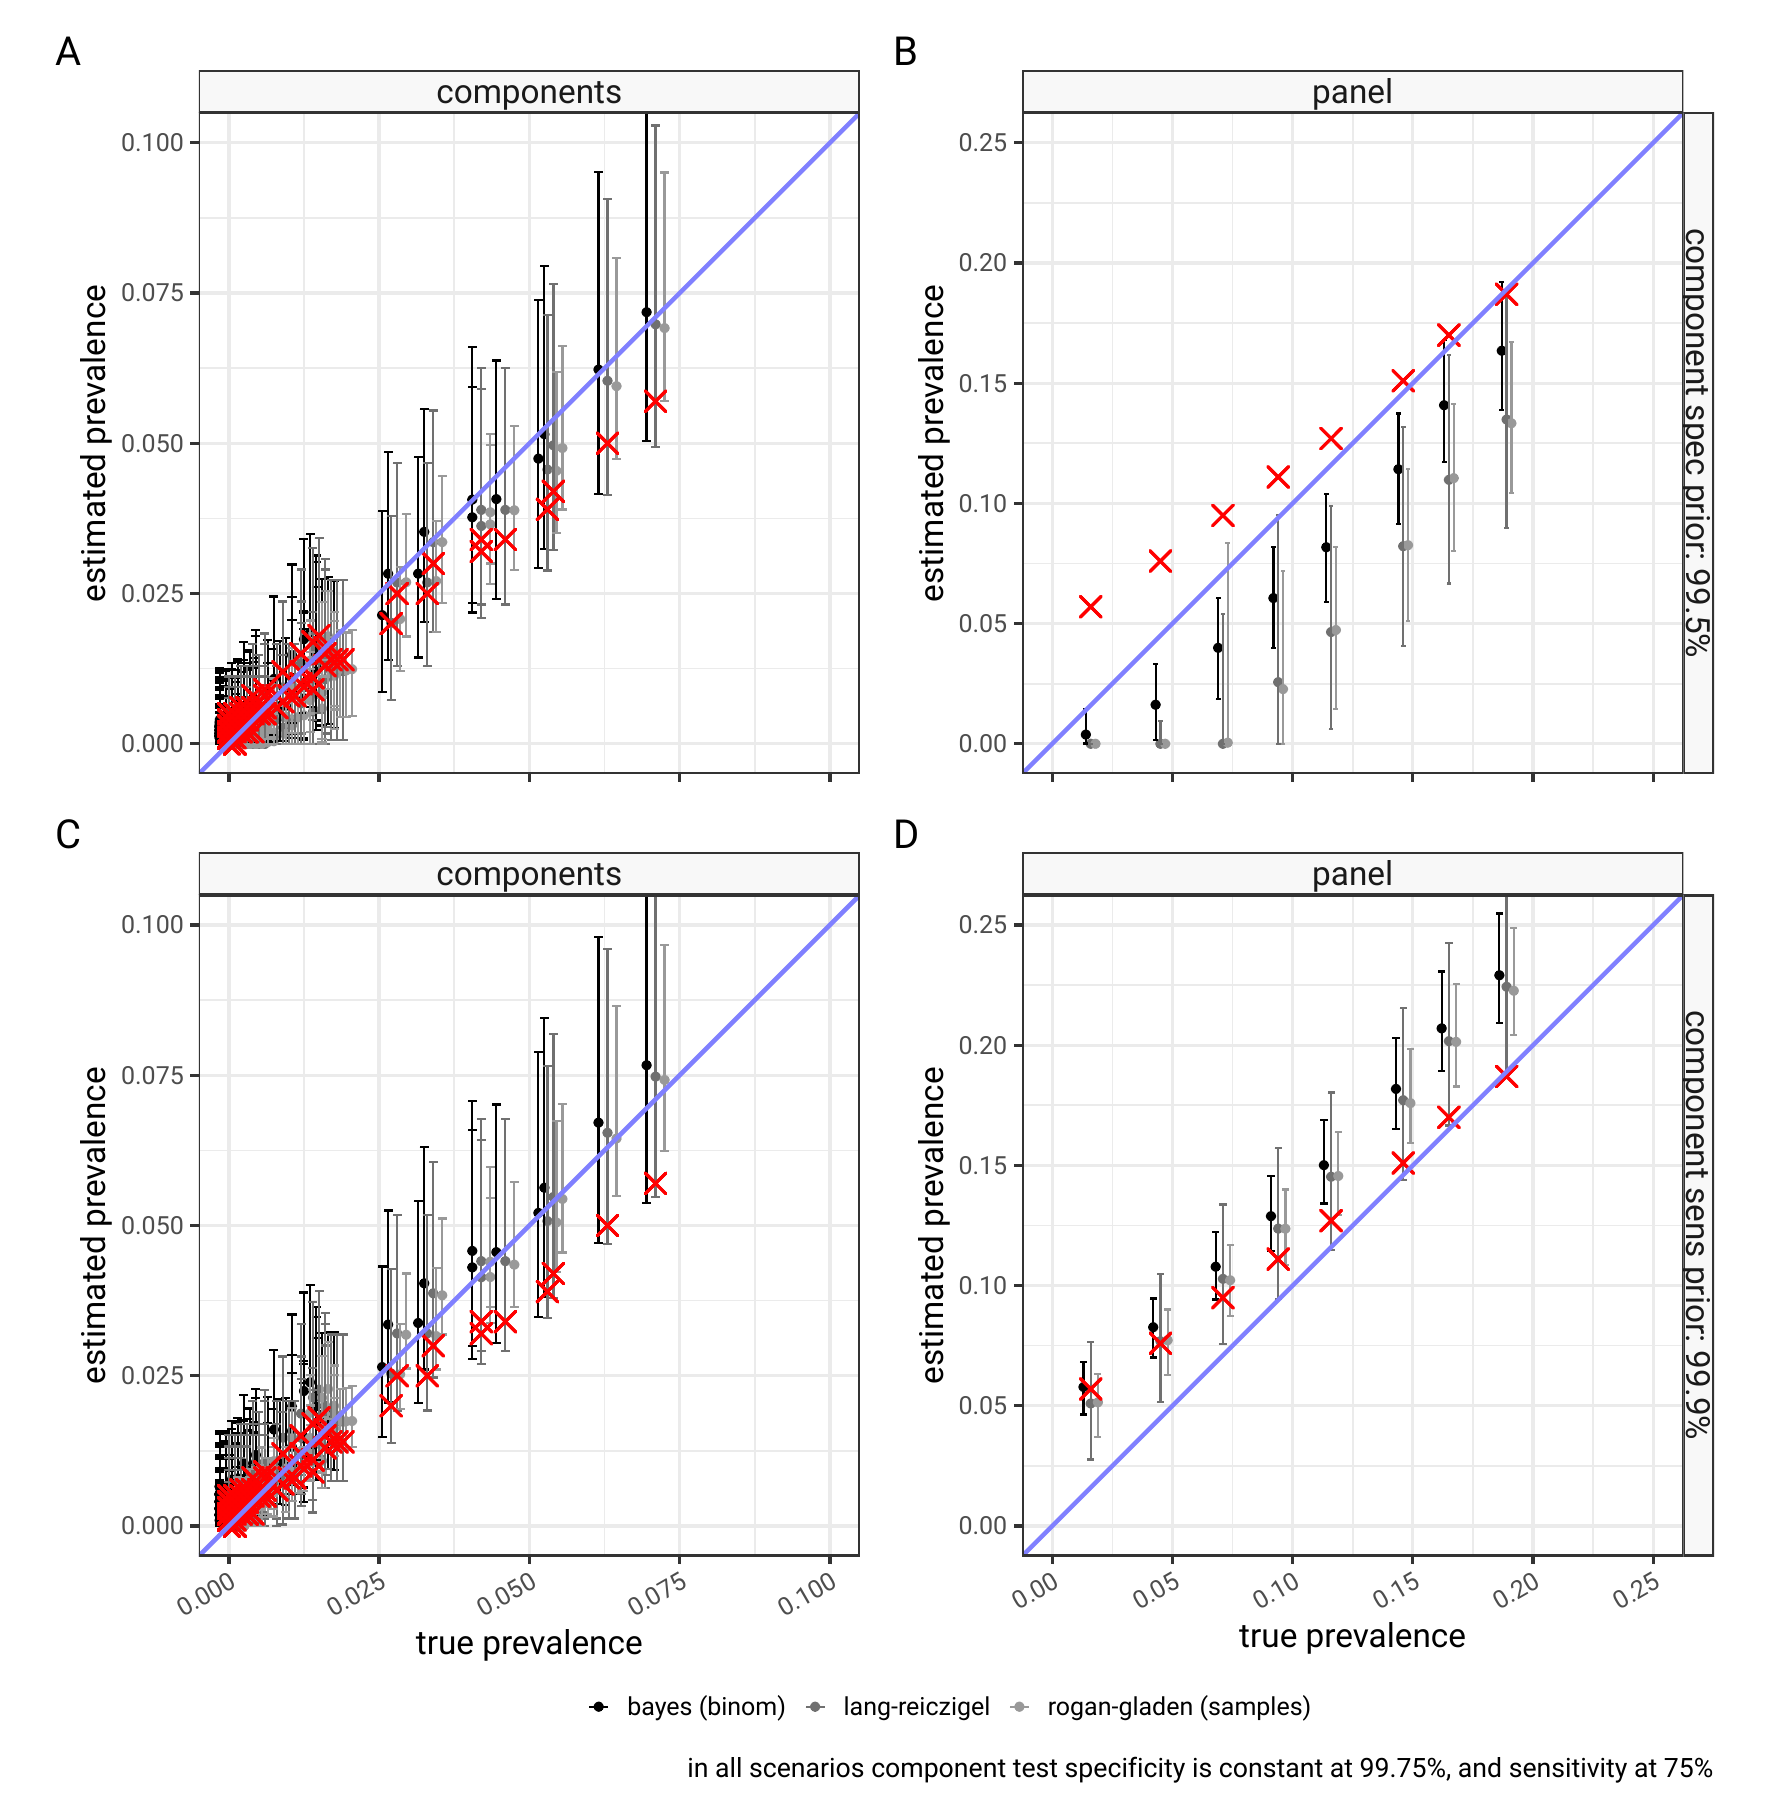 A
B
components
panel
0.100
0.075
0.050
0.025
0.000
estimated prevalence
0.25
0.20
0.15
0.10
0.05
0.00
estimated prevalence
component spec prior: 99.5%
C
D
components
panel
0.100
0.075
0.050
0.025
0.000
estimated prevalence
0.25
0.20
0.15
0.10
0.05
0.00
estimated prevalence
component sens prior: 99.9%
0.000 0.025 0.050 0.075 0.100
true prevalence
0.00 0.05 0.10 0.15 0.20 0.25
true prevalence
bayes (binom) lang-reiczigel rogan-gladen (samples)
in all scenarios component test specificity is constant at 99.75%, and sensitivity at 75%